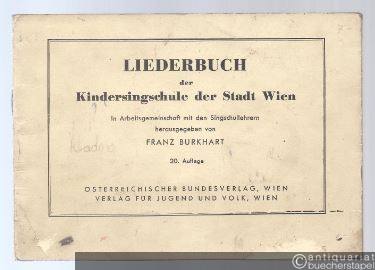 LIEDERBUCH
der
Kindersingschule der Stadt Wien
In Arbeitsgemeinschaft mit den Singschullehrern
herausgegeben von
FRANZ BURKHART
20. Auflage
ÖSTERREICHISCHER BUNDESVERLAG, WIEN
VERLAG FÜR JUGEND UND VOLK, WIEN
antiquariat
buecherstapel